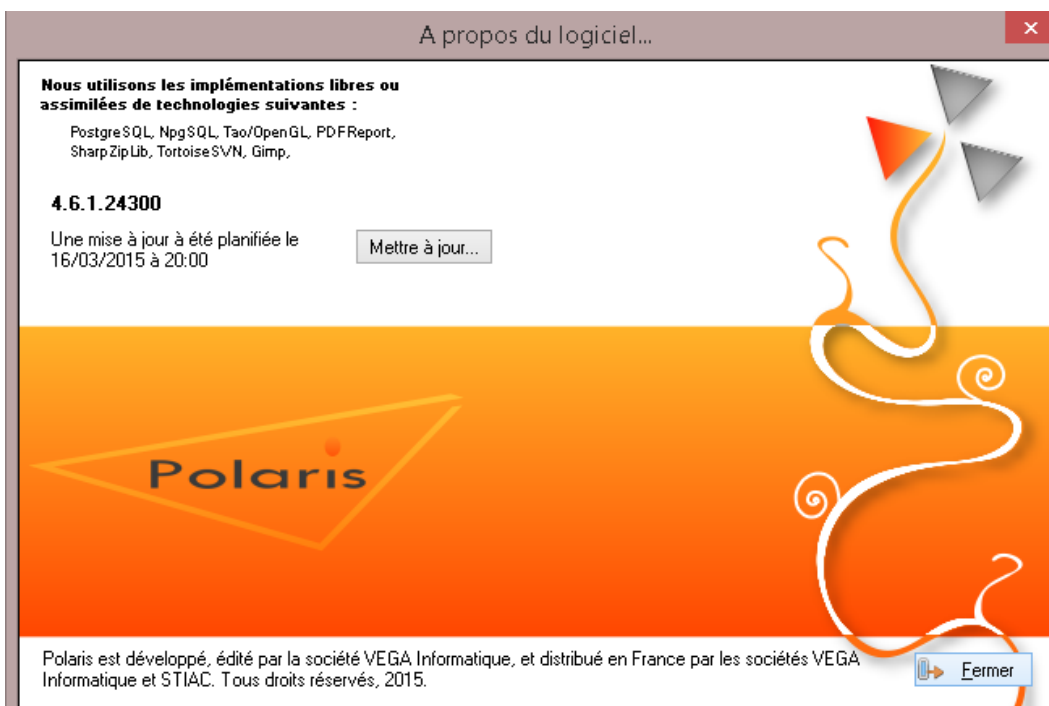 A propos du logiciel...
Nous utilisons les implémentations libres ou
assimilées de technologies suivantes :
PostgreSQL, NpgSQL, Tao/OpenGL, PDFReport,
SharpZipLib, TortoiseSVN, Gimp,
4.6.1.24300
Une mise à jour à été planifiée le
16/03/2015 à 20:00
Mettre à jour...
Polaris
Polaris est développé, édité par la société VEGA Informatique, et distribué en France par les sociétés VEGA
Informatique et STIAC. Tous droits réservés, 2015.
Fermer